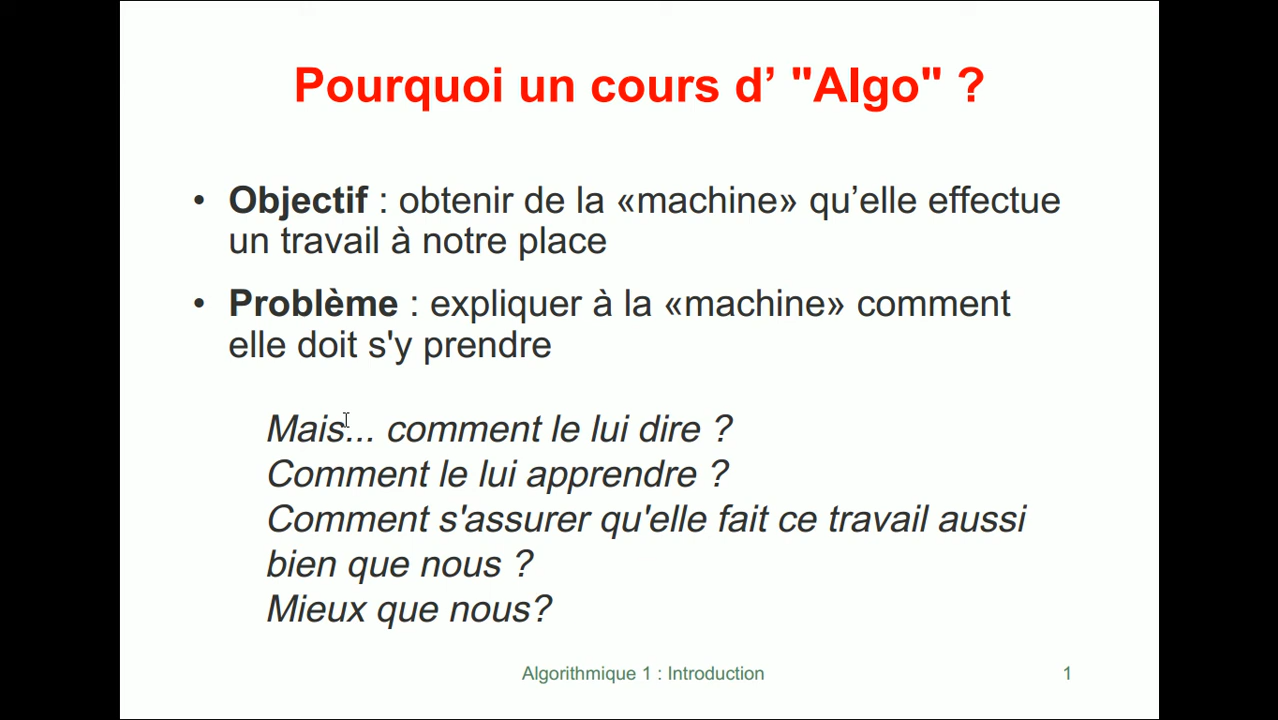 Pourquoi un cours d’ "Algo" ?
• Objectif : obtenir de la «machine» qu’elle effectue
un travail à notre place
• Problème : expliquer à la «machine» comment
elle doit s'y prendre
Mais... comment le lui dire ?
Comment le lui apprendre ?
Comment s'assurer qu'elle fait ce travail aussi
bien que nous ?
Mieux que nous?
Algorithmique 1 : Introduction 1